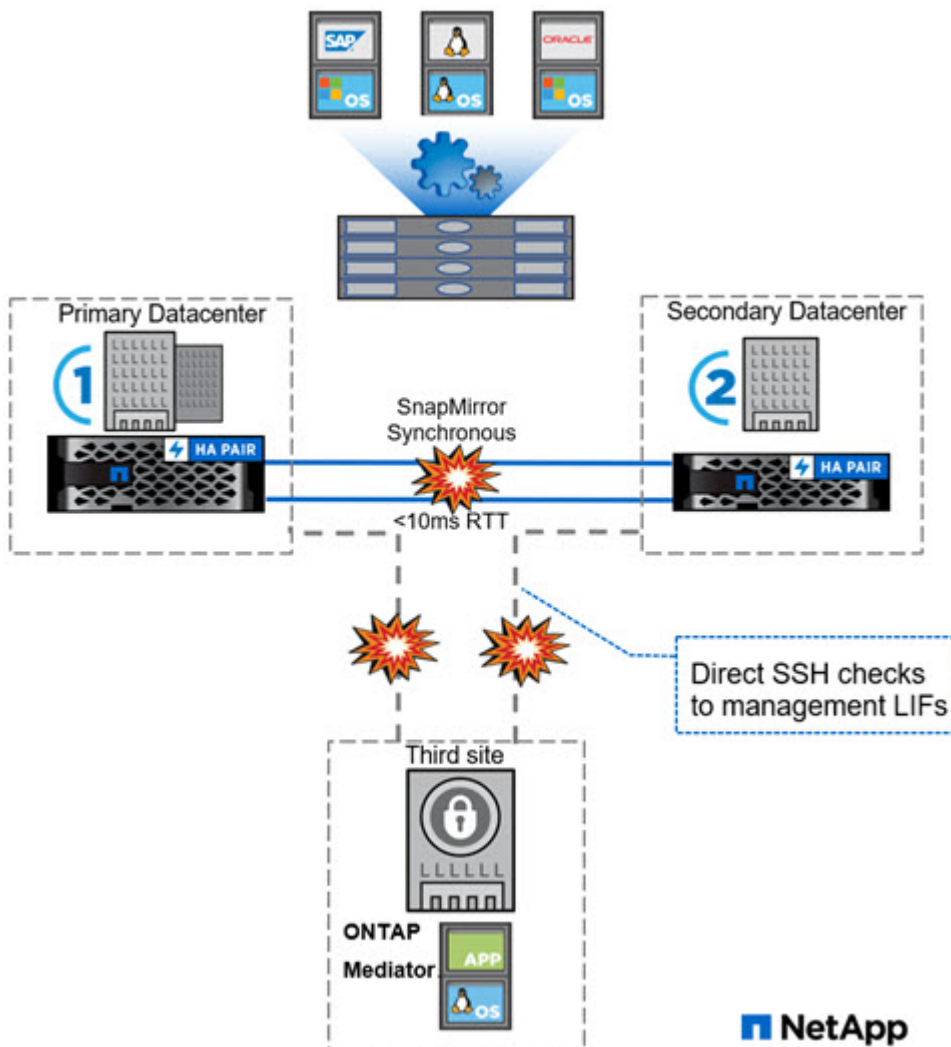 SAP
ORACLE
OS
OS
OS
Primary Datacenter
Secondary Datacenter
1
2
SnapMirror
Synchronous
HA PAIR
HA PAIR
<10ms RTT
Direct SSH checks
to management LIFs
Third site
ONTAP
Mediator
APP
OS
NetApp